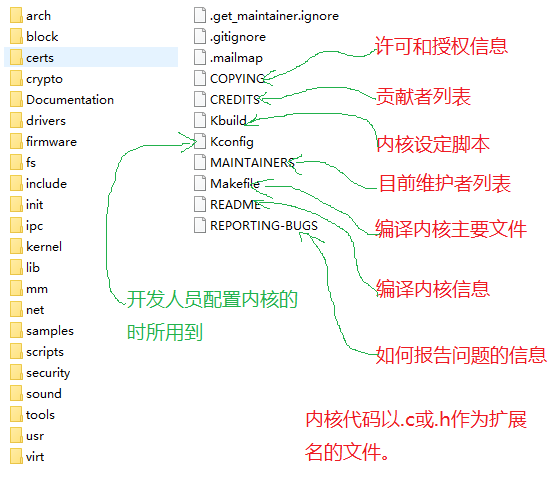 arch
block
certs
crypto
Documentation
drivers
firmware
fs
include
init
ipc
kernel
lib
mm
net
samples
scripts
security
sound
tools
usr
virt
.get_maintainer.ignore
.gitignore
.mailmap
COPYING
CREDITS
Kbuild
Kconfig
MAINTAINERS
Makefile
README
REPORTING-BUGS
许可和授权信息
贡献者列表
内核设定脚本
目前维护者列表
编译内核主要文件
编译内核信息
如何报告问题的信息
开发人员配置内核的
时所用到
内核代码以.c或.h作为扩展
名的文件。